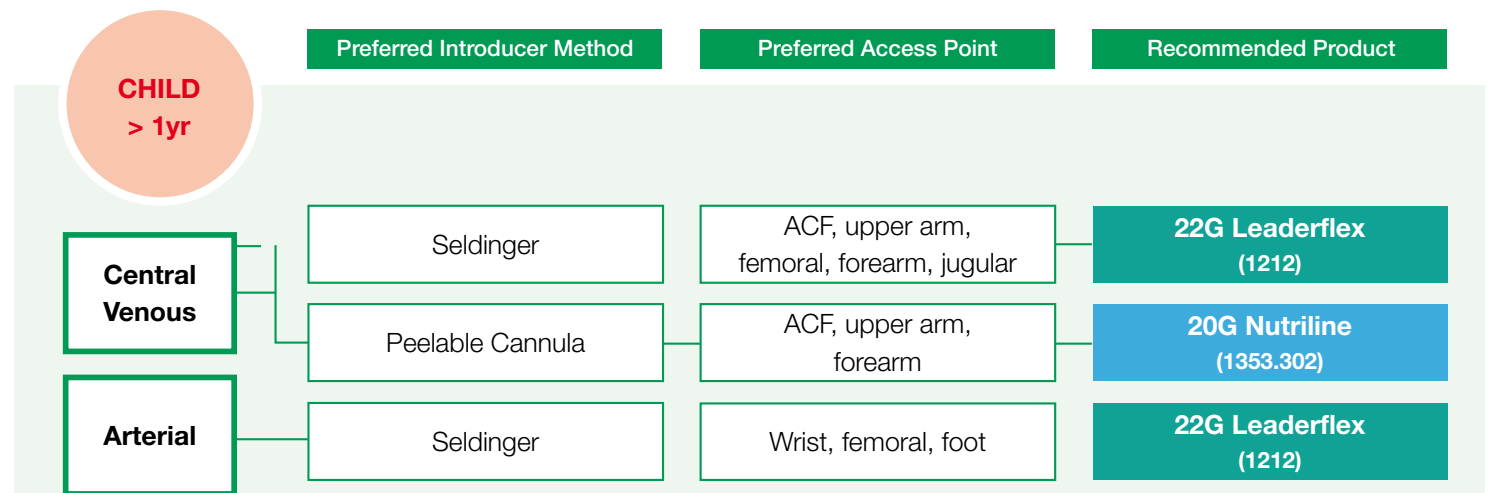 Preferred Introducer Method
Preferred Access Point
Recommended Product
CHILD
> 1yr
Central
Venous
Seldinger
ACF, upper arm,
femoral, forearm, jugular
22G Leaderflex
(1212)
Peelable Cannula
ACF, upper arm,
forearm
20G Nutriline
(1353.302)
Arterial
Seldinger
Wrist, femoral, foot
22G Leaderflex
(1212)